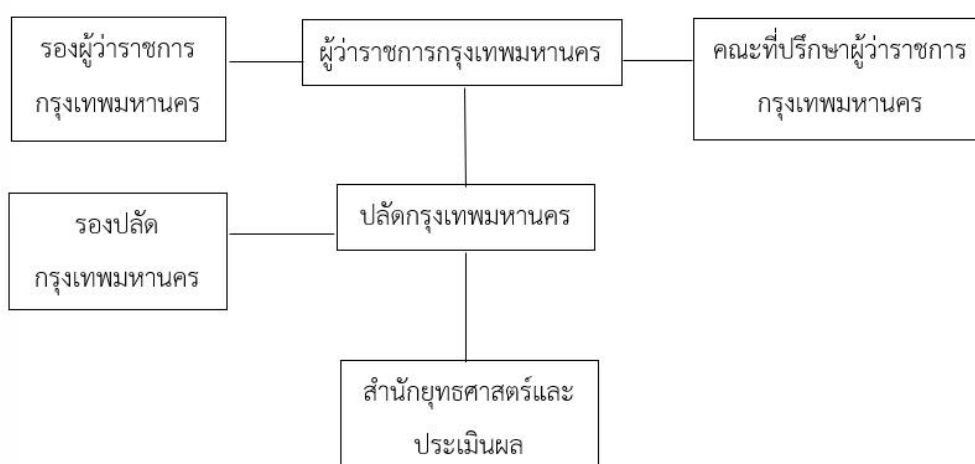 รองผู้ว่าราชการ
กรุงเทพมหานคร
ผู้ว่าราชการกรุงเทพมหานคร
คณะที่ปรึกษาผู้ว่าราชการ
กรุงเทพมหานคร
รองปลัด
กรุงเทพมหานคร
ปลัดกรุงเทพมหานคร
สำนักยุทธศาสตร์และ
ประเมินผล